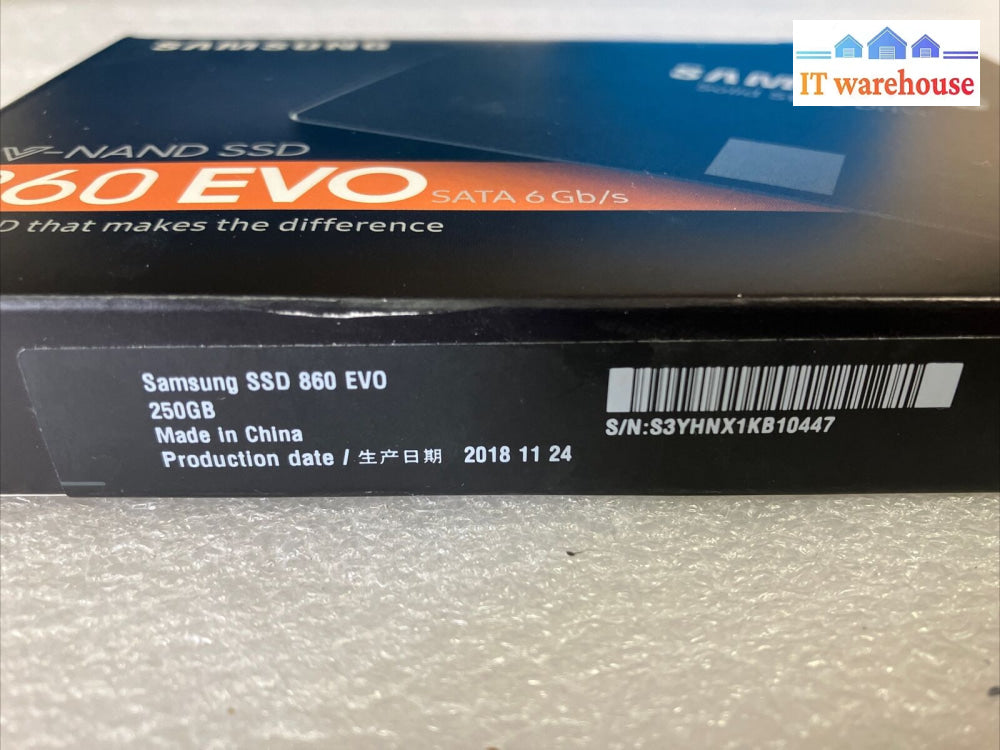 SAMSUNG
IT warehouse
V-NAND SSD
860 EVO SATA 6 Gb/s
that makes the difference
Samsung SSD 860 EVO
250GB
Made in China
Production date / 生产日期 2018 11 24
S/N:S3YHNX1KB10447